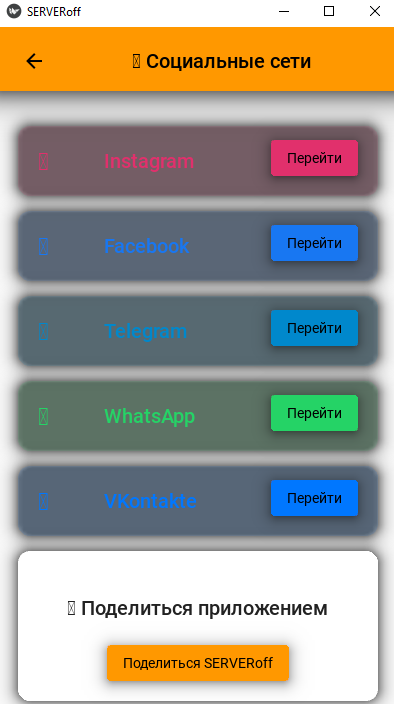 SERVERoff
Социальные сети
Instagram
Перейти
Facebook
Перейти
Telegram
Перейти
WhatsApp
Перейти
VKontakte
Перейти
Поделиться приложением
Поделиться SERVERoff